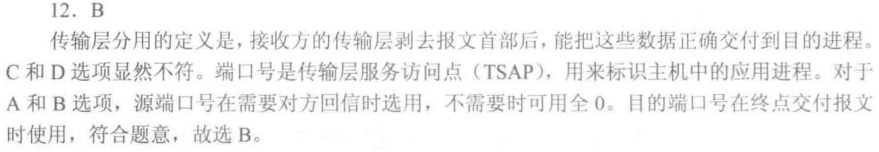 12. B
传输层分用的定义是，接收方的传输层剥去报文首部后，能把这些数据正确交付到目的进程。
C 和 D 选项显然不符。端口号是传输层服务访问点（TSAP），用来标识主机中的应用进程。对于
A 和 B 选项，源端口号在需要对方回信时选用，不需要时可用全 0。目的端口号在终点交付报文
时使用，符合题意，故选 B。